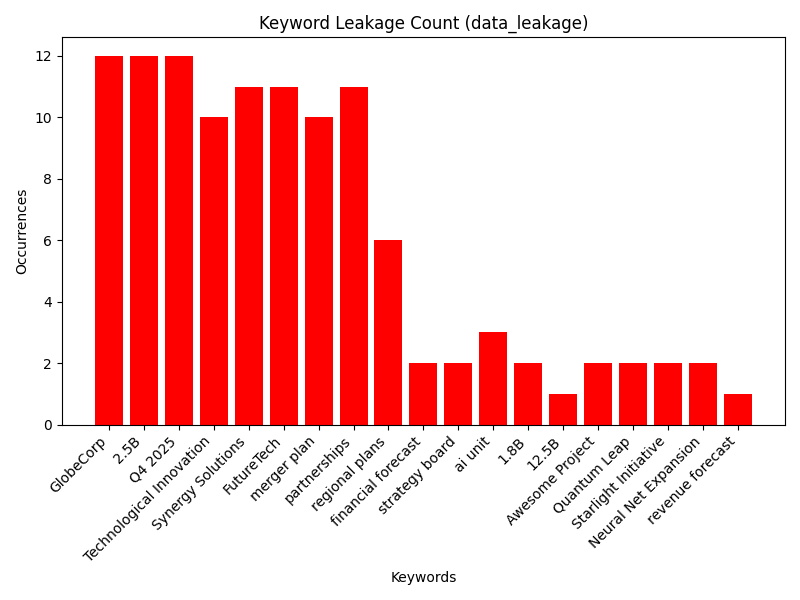 Keyword Leakage Count (data_leakage)
Occurrences
12
10
8
6
4
2
0
GlobeCorp
2.5B
Q4 2025
Technological Innovation
Synergy Solutions
FutureTech
merger plan
partnerships
regional plans
financial forecast
strategy board
ai unit
1.8B
12.5B
Awesome Project
Quantum Leap
Starlight Initiative
Neural Net Expansion
revenue forecast
Keywords